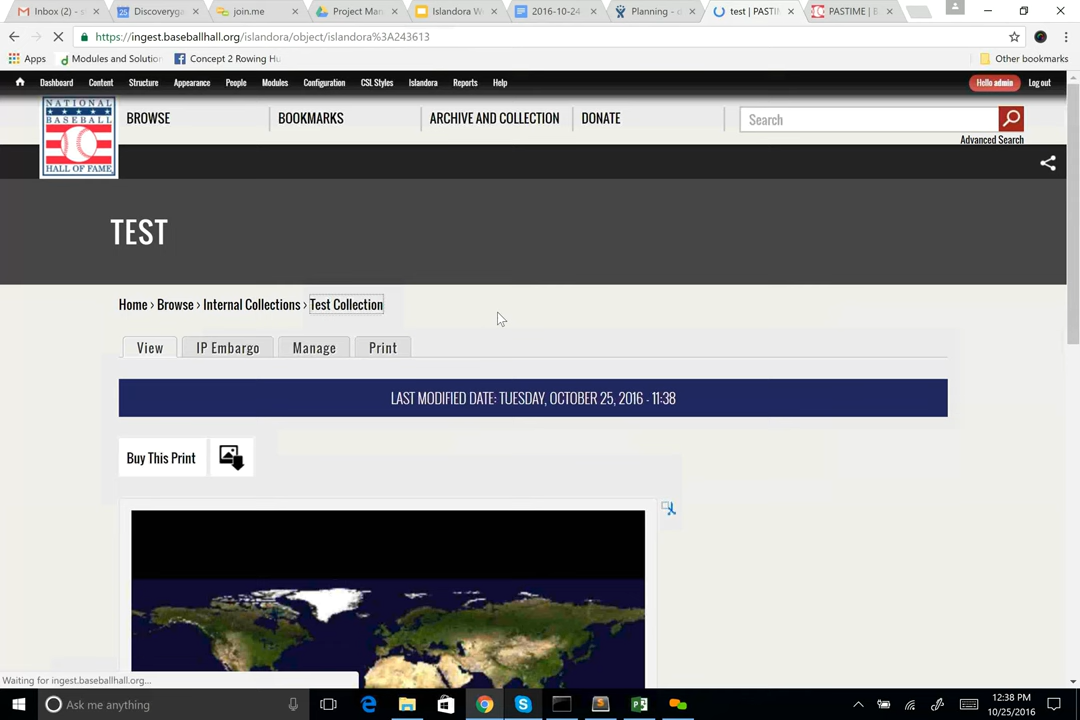 Inbox (2) - s
Discoveryga
join.me
Project Man
Islandora W
2016-10-24
Planning - o
test | PASTI
PASTIME | B
https://ingest.baseballhall.org/islandora/object/islandora%3A243613
Apps
Modules and Solution
Concept 2 Rowing Hu
Other bookmarks
Dashboard Content Structure Appearance People Modules Configuration CSL Styles Islandora Reports Help
Hello admin Log out
NATIONAL
BASEBALL
HALL OF FAME
BROWSE BOOKMARKS ARCHIVE AND COLLECTION DONATE
Search
Advanced Search
TEST
Home › Browse › Internal Collections › Test Collection
View IP Embargo Manage Print
LAST MODIFIED DATE: TUESDAY, OCTOBER 25, 2016 - 11:38
Buy This Print
Waiting for ingest.baseballhall.org...
Ask me anything
12:38 PM
10/25/2016